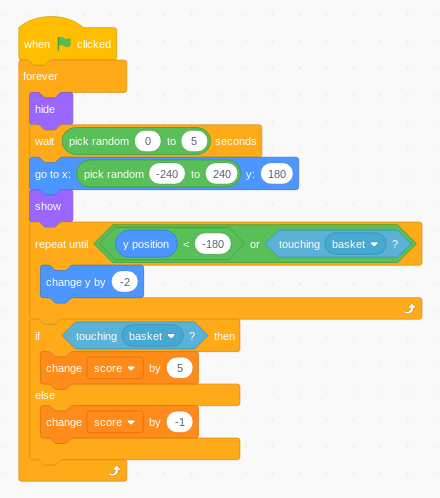 when clicked
forever
hide
wait pick random 0 to 5 seconds
go to x: pick random -240 to 240 y: 180
show
repeat until y position < -180 or touching basket ?
change y by -2
if touching basket ? then
change score by 5
else
change score by -1